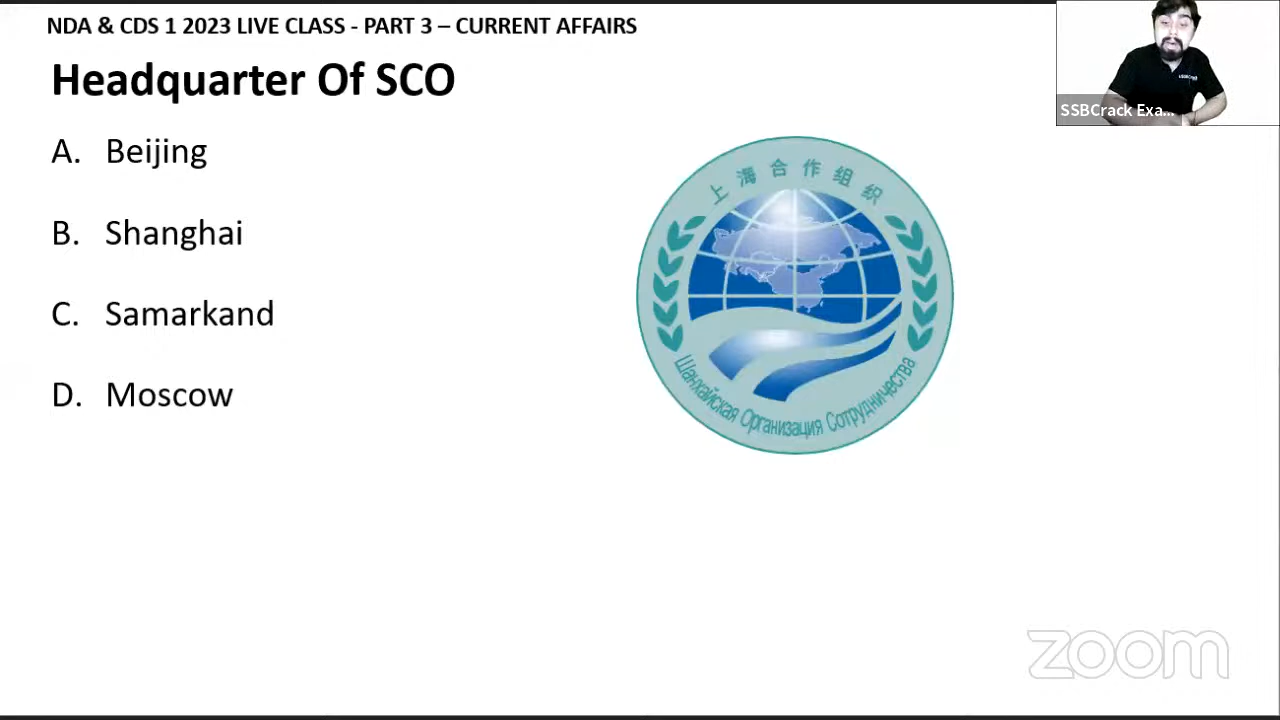 NDA & CDS 1 2023 LIVE CLASS - PART 3 – CURRENT AFFAIRS
Headquarter Of SCO
A. Beijing
B. Shanghai
C. Samarkand
D. Moscow
上海合作组织
Шанхайская Организация Сотрудничества
SSBCrack Exa...
zoom